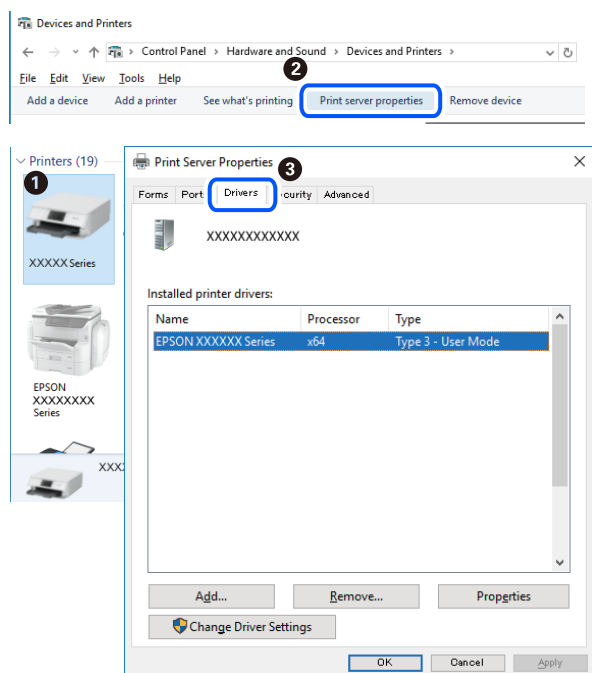 Devices and Printers
Control Panel > Hardware and Sound > Devices and Printers >
2
File Edit View Tools Help
Add a device Add a printer See what's printing Print server properties Remove device
Printers (19)
1
XXXXX Series
EPSON
XXXXXXXX
Series
XXX
Print Server Properties
3
Forms Port Drivers curity Advanced
XXXXXXXXXXXX
Installed printer drivers:
Name Processor Type
EPSON XXXXXX Series x64 Type 3 - User Mode
Add... Remove... Properties
Change Driver Settings
OK Cancel Apply